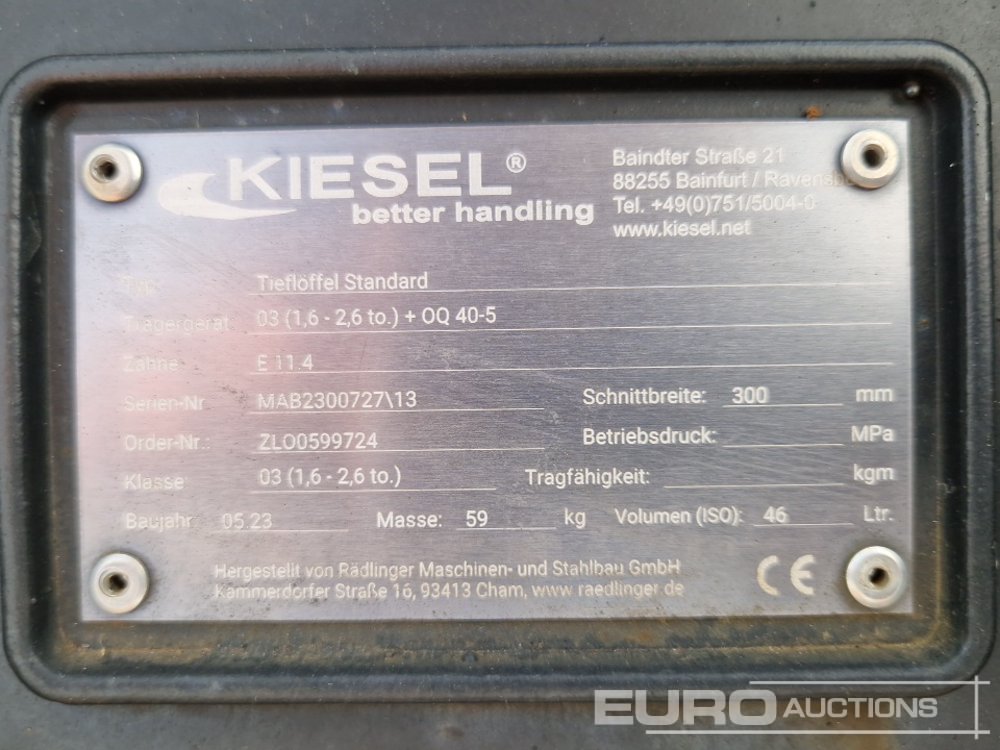 KIESEL®
better handling
Baindter Straße 21
88255 Bainfurt /
Tel. +49(0)751/5004-0
www.kiesel.net
Typ: Tieflöffel Standard
Trägergerät: 03 (1,6 - 2,6 to.) + OQ 40-5
Zähne: E 11.4
Serien-Nr. MAB2300727\13 Schnittbreite: 300 mm
Order-Nr.: ZLO0599724 Betriebsdruck: MPa
Klasse: 03 (1,6 - 2,6 to.) Tragfähigkeit: kgm
Baujahr: 05.23 Masse: 59 kg Volumen (ISO): 46 Ltr.
Hergestellt von Rädlinger Maschinen- und Stahlbau GmbH
Kammerdorfer Straße 16, 93413 Cham, www.raedlinger.de
CE
EURO AUCTIONS